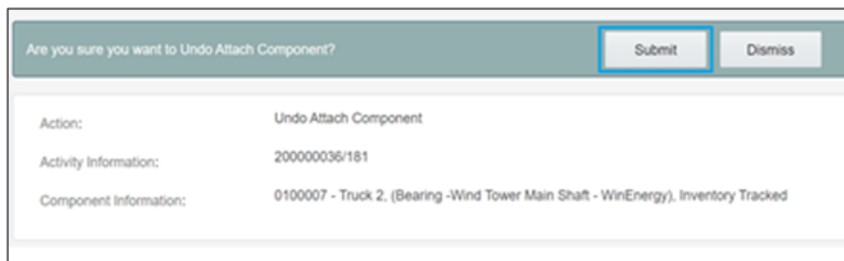 Are you sure you want to Undo Attach Component? Submit Dismiss
Action: Undo Attach Component
Activity Information: 200000036/181
Component Information: 0100007 - Truck 2, (Bearing -Wind Tower Main Shaft - WinEnergy), Inventory Tracked